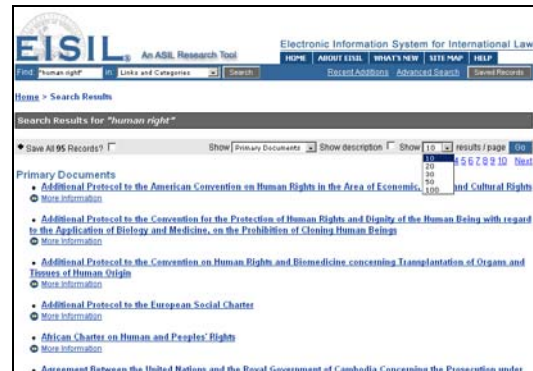 EISIL
An ASIL Research Tool
Electronic Information System for International Law
HOME ABOUT EISIL WHAT'S NEW SITE MAP HELP
Find: "human right" in Links and Categories Search Recent Additions Advanced Search Saved Records
Home > Search Results
Search Results for "human right"
Save All 95 Records? Show Primary Documents Show description Show 10 results / page Go
10 4 5 6 7 8 9 10 Next
20
30
50
100
Primary Documents
• Additional Protocol to the American Convention on Human Rights in the Area of Economic, and Cultural Rights
More Information
• Additional Protocol to the Convention for the Protection of Human Rights and Dignity of the Human Being with regard
to the Application of Biology and Medicine, on the Prohibition of Cloning Human Beings
More Information
• Additional Protocol to the Convention on Human Rights and Biomedicine concerning Transplantation of Organs and
Tissues of Human Origin
More Information
• Additional Protocol to the European Social Charter
More Information
• African Charter on Human and Peoples' Rights
More Information
• Agreement Between the United Nations and the Royal Government of Cambodia Concerning the Prosecution under